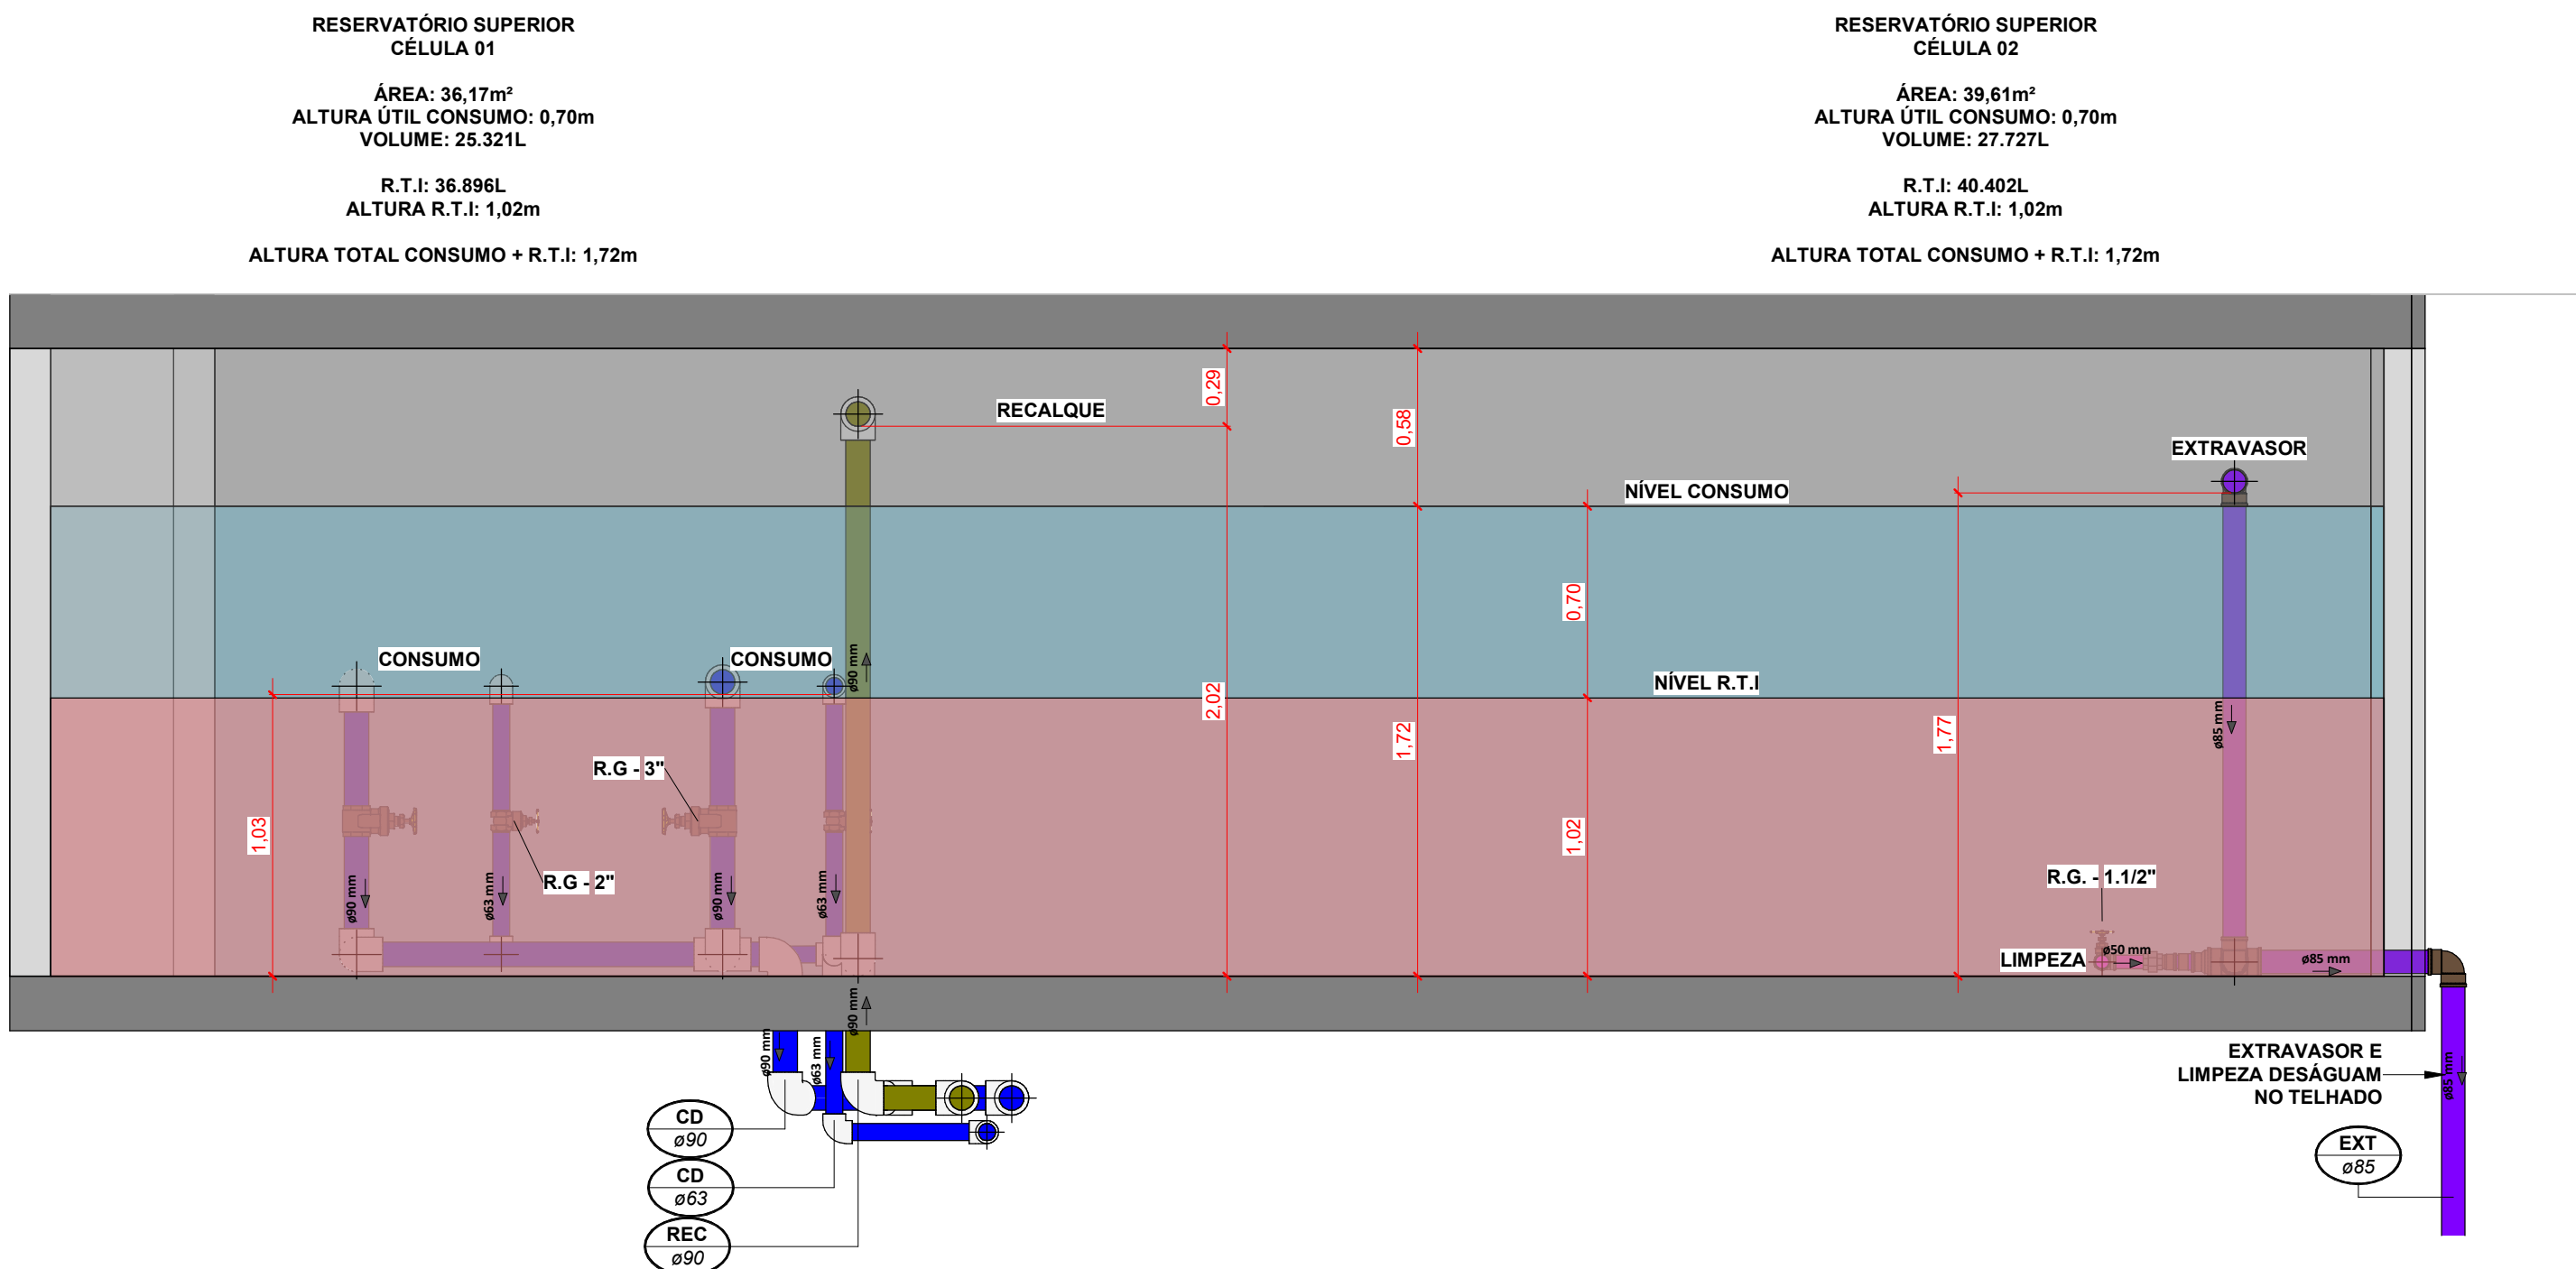 RESERVATÓRIO SUPERIOR
CÉLULA 01
ÁREA: 36,17m²
ALTURA ÚTIL CONSUMO: 0,70m
VOLUME: 25.321L
R.T.I: 36.896L
ALTURA R.T.I: 1,02m
ALTURA TOTAL CONSUMO + R.T.I: 1,72m
RESERVATÓRIO SUPERIOR
CÉLULA 02
ÁREA: 39,61m²
ALTURA ÚTIL CONSUMO: 0,70m
VOLUME: 27.727L
R.T.I: 40.402L
ALTURA R.T.I: 1,02m
ALTURA TOTAL CONSUMO + R.T.I: 1,72m
0,29
RECALQUE
0,58
EXTRAVASOR
NÍVEL CONSUMO
0,70
CONSUMO
CONSUMO
ø90 mm
NÍVEL R.T.I
2,02
1,72
1,77
ø85 mm
R.G - 3"
1,03
1,02
R.G - 2"
R.G. - 1.1/2"
ø90 mm
ø63 mm
ø90 mm
ø63 mm
LIMPEZA
ø50 mm
ø85 mm
ø90 mm
ø90 mm
ø63 mm
EXTRAVASOR E
LIMPEZA DESÁGUAM
NO TELHADO
ø85 mm
CD
ø90
CD
ø63
REC
ø90
EXT
ø85